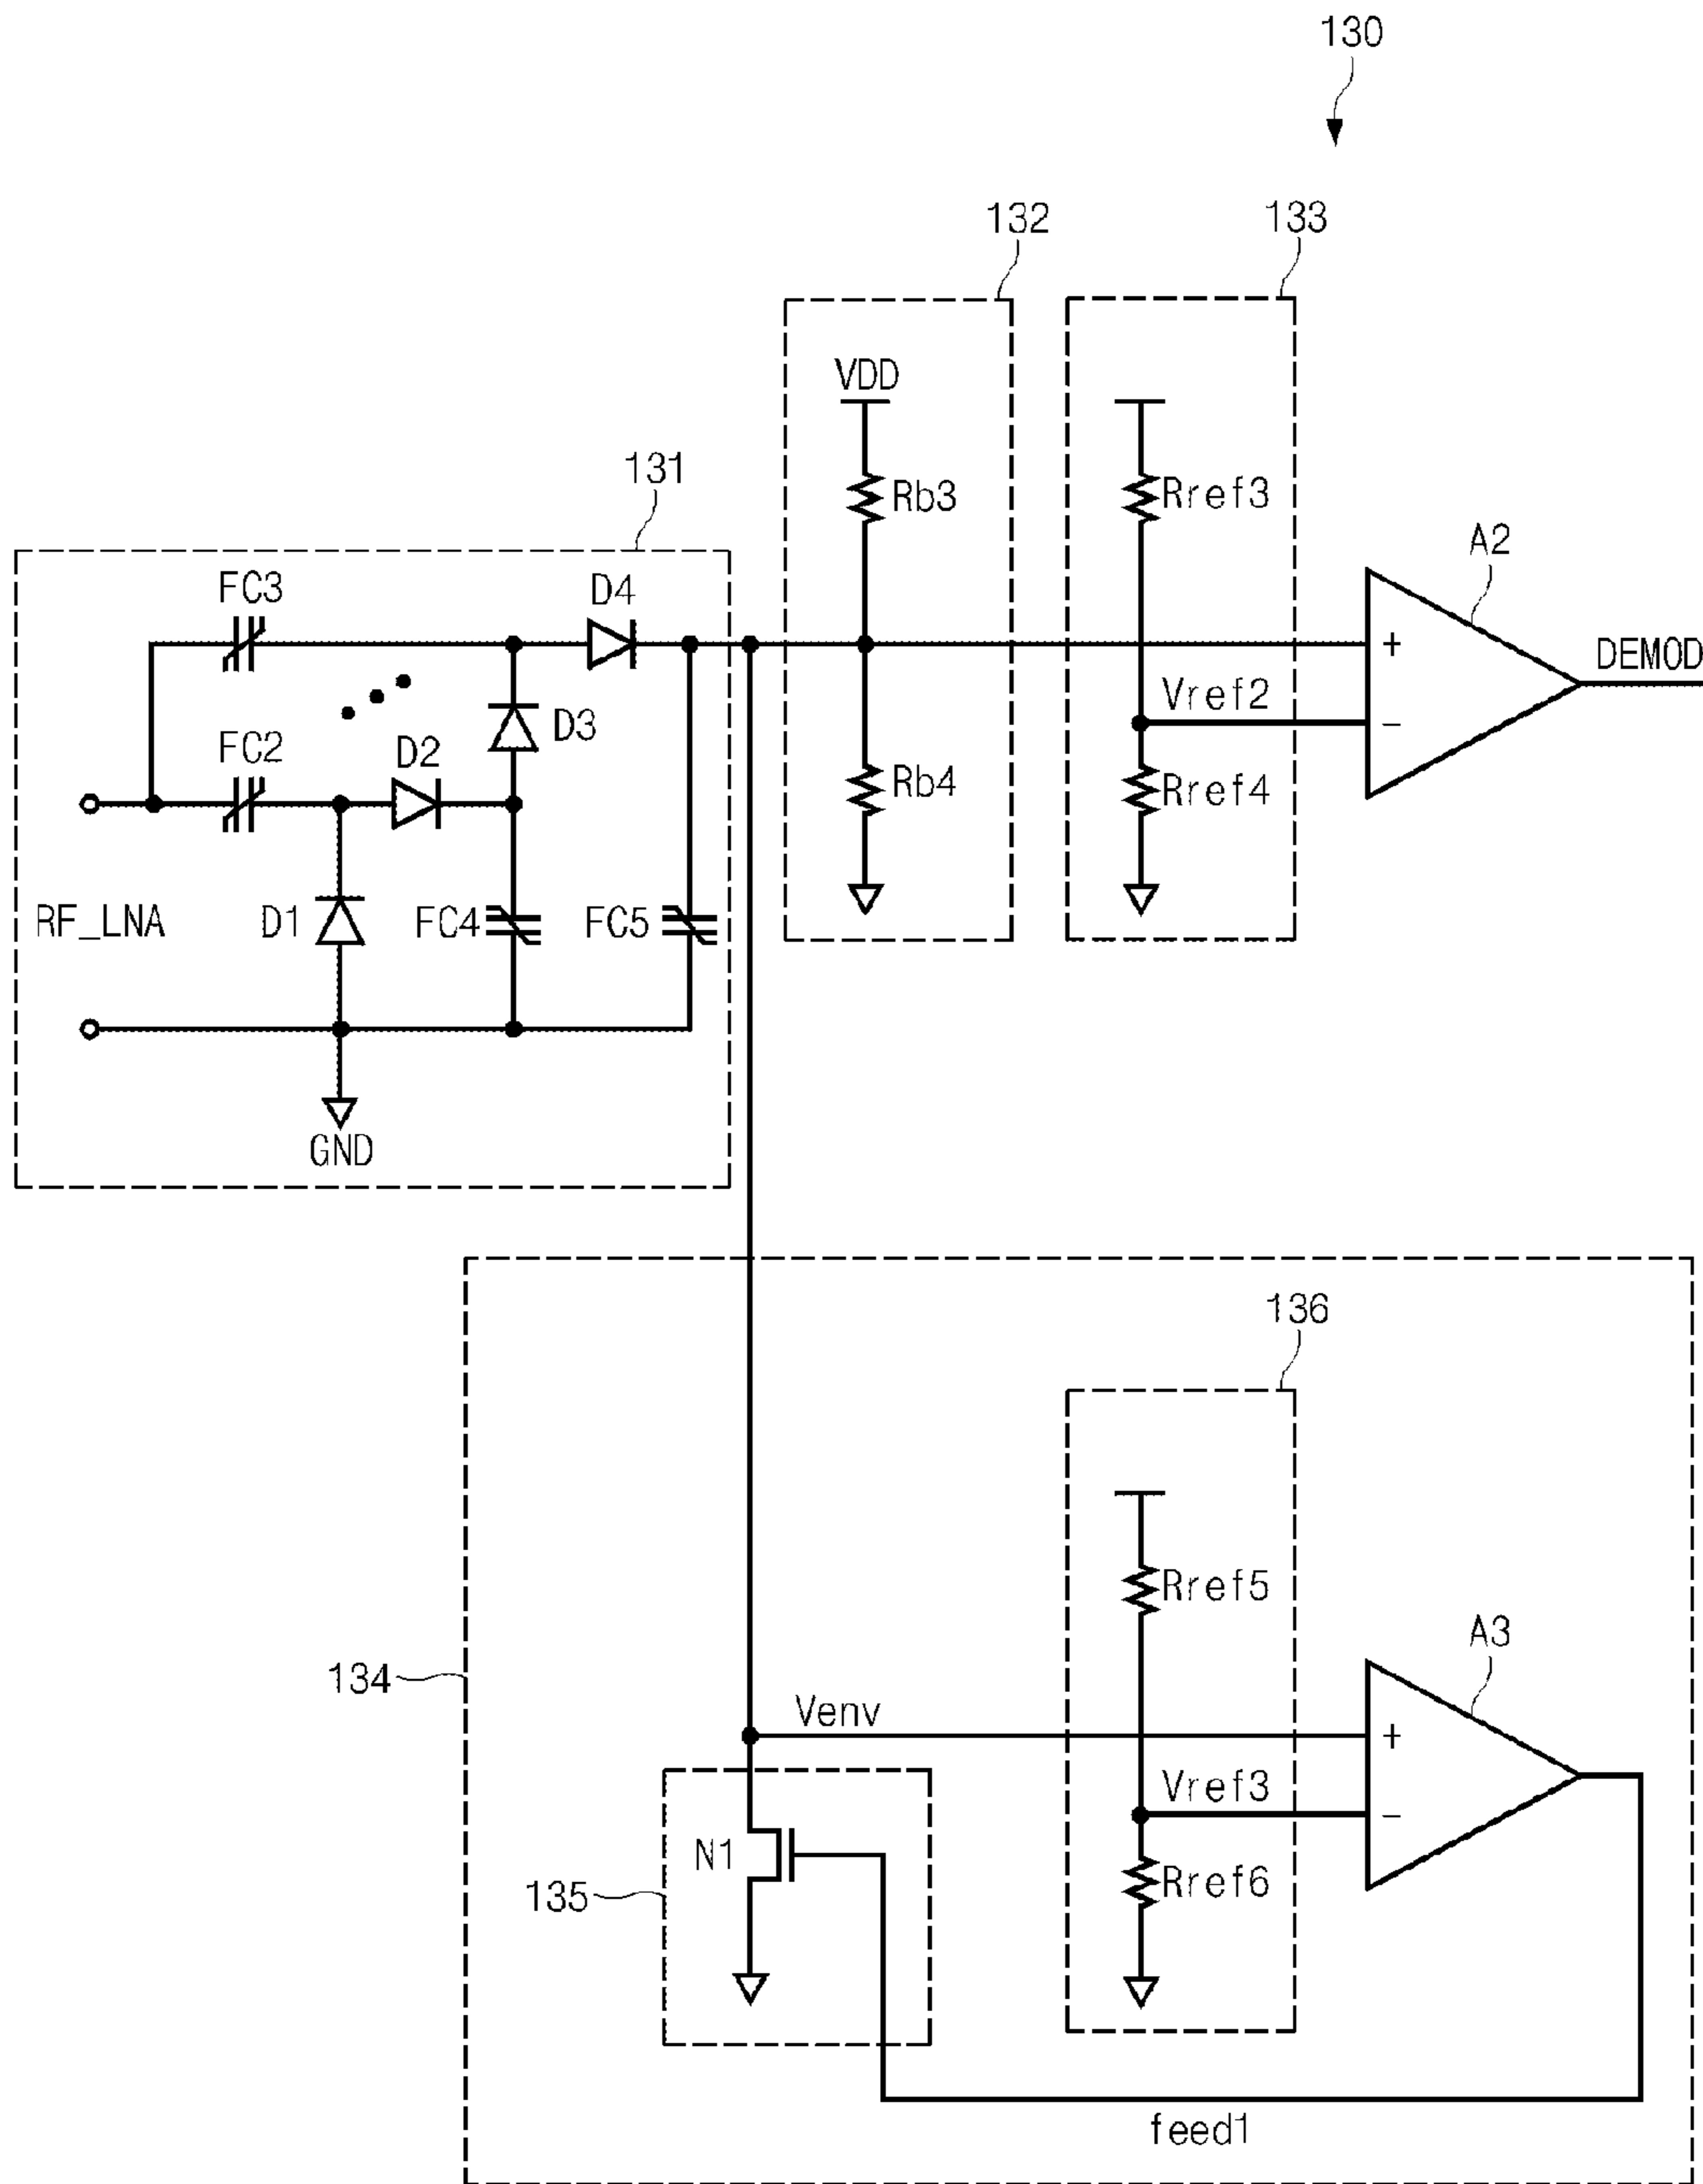 130
132
133
VDD
131
Rb3
Rref3
A2
FC3
D4
+
DEMOD
Vref2
−
FC2
D2
D3
Rb4
Rref4
RF_LNA
D1
FC4
FC5
GND
136
Rref5
A3
134
Venv
+
Vref3
−
N1
Rref6
135
feed1